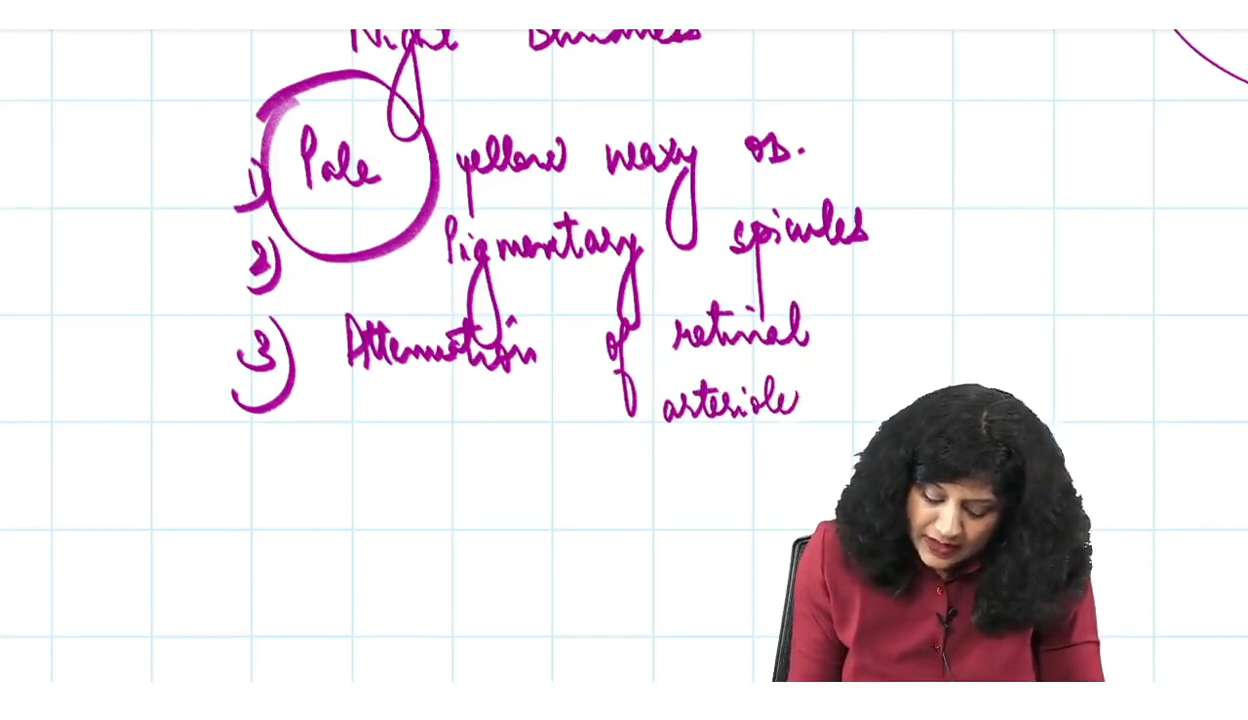 Night Blindness
1) Pale yellow waxy OD.
2) Pigmentary spicules
3) Attenuation of retinal
arteriole